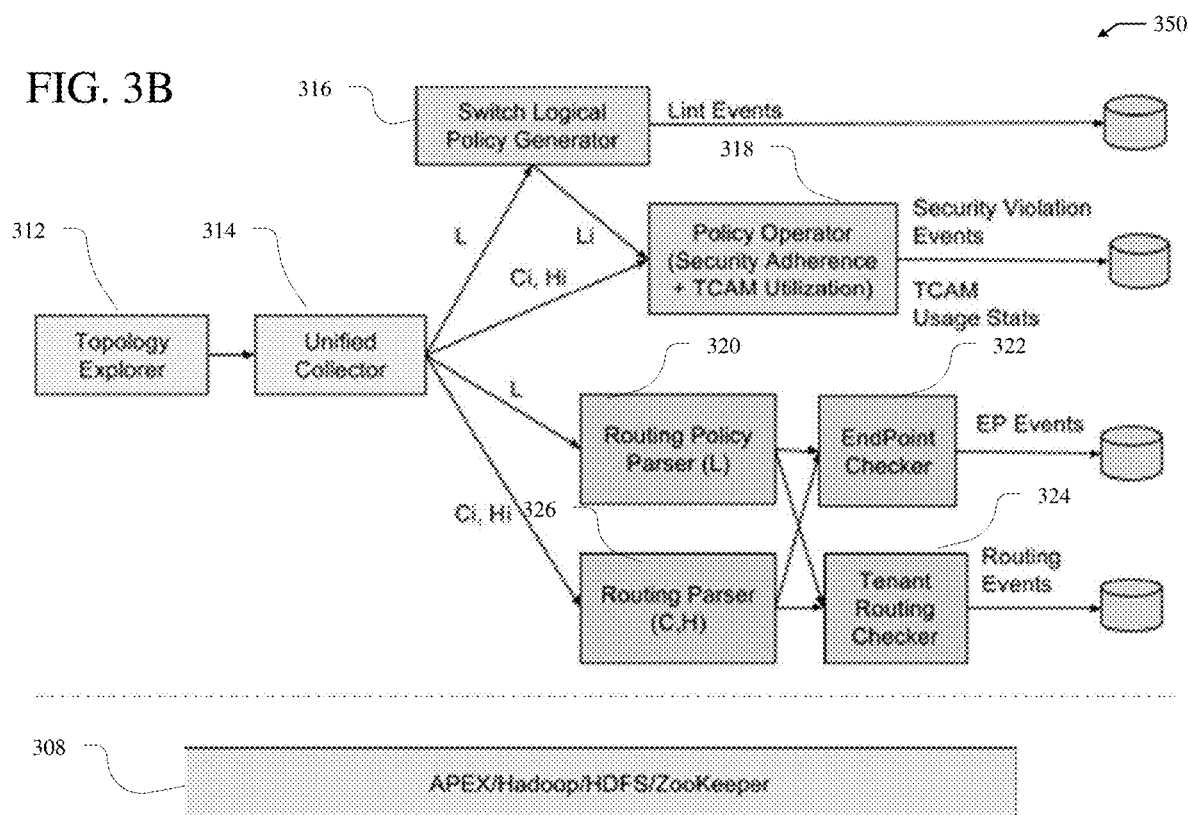 350
FIG. 3B
316
Switch Logical
Policy Generator
Lint Events
318
L
Li
Ci, Hi
Policy Operator
(Security Adherence
+ TCAM Utilization)
Security Violation
Events
TCAM
Usage Stats
312
314
Topology
Explorer
Unified
Collector
320
322
L
Routing Policy
Parser (L)
EndPoint
Checker
EP Events
Ci, Hi
326
324
Routing Parser
(C,H)
Tenant
Routing
Checker
Routing
Events
308
APEX/Hadoop/HDFS/ZooKeeper